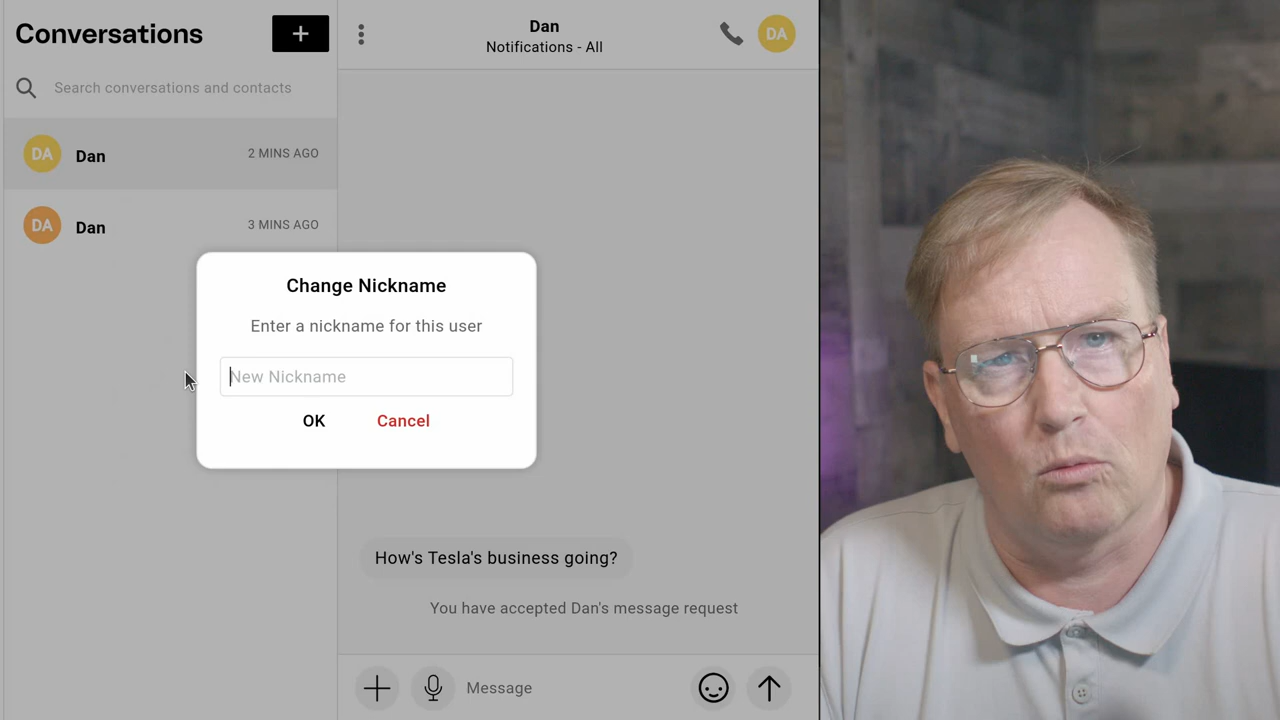 Conversations
+
Search conversations and contacts
DA
Dan
2 MINS AGO
DA
Dan
3 MINS AGO
Dan
Notifications - All
DA
Change Nickname
Enter a nickname for this user
New Nickname
OK
Cancel
How's Tesla's business going?
You have accepted Dan's message request
Message